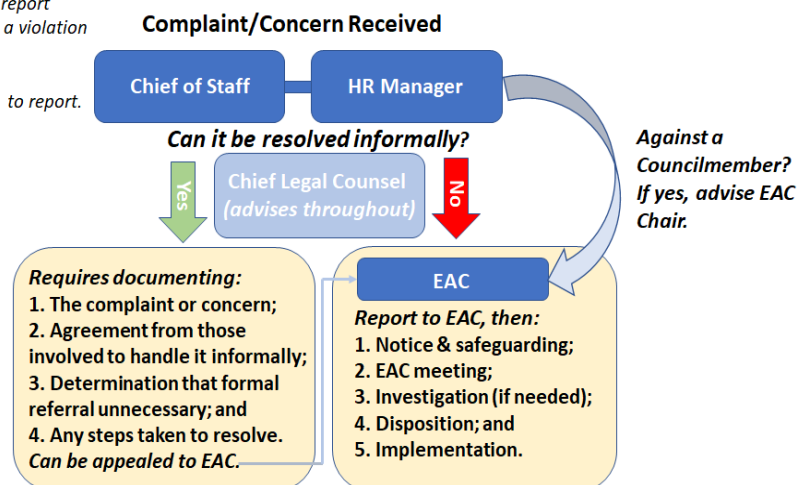 report
a violation
to report.
Complaint/Concern Received
Chief of Staff
HR Manager
Can it be resolved informally?
Yes
Chief Legal Counsel
(advises throughout)
No
Against a
Councilmember?
If yes, advise EAC
Chair.
Requires documenting:
1. The complaint or concern;
2. Agreement from those
involved to handle it informally;
3. Determination that formal
referral unnecessary; and
4. Any steps taken to resolve.
Can be appealed to EAC.
EAC
Report to EAC, then:
1. Notice & safeguarding;
2. EAC meeting;
3. Investigation (if needed);
4. Disposition; and
5. Implementation.